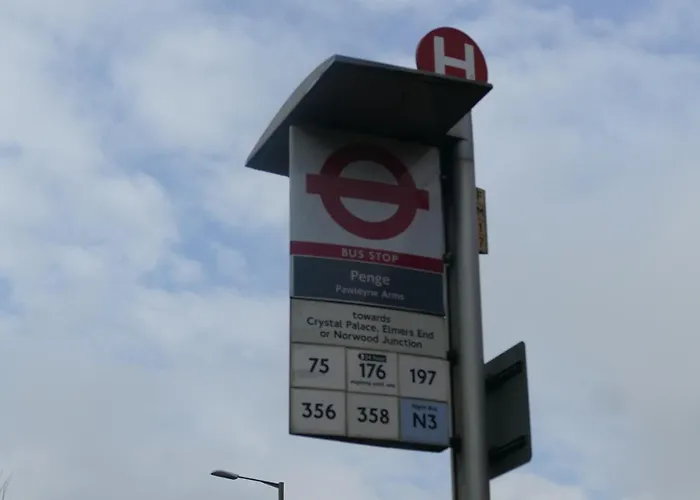 H
BUS STOP
Penge
Pawleyne Arms
towards
Crystal Palace, Elmers End
or Norwood Junction
75
24 hour
176
197
356
358
Night Bus
N3